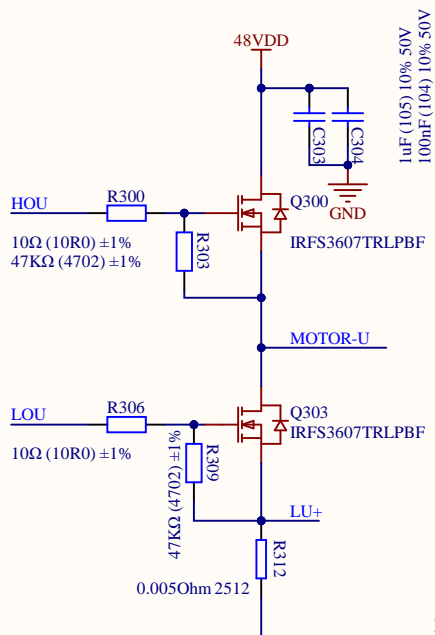 48VDD
1uF (105) 10% 50V
100nF (104) 10% 50V
C303
C304
GND
HOU
R300
Q300
10Ω (10R0) ±1%
47KΩ (4702) ±1%
R303
IRFS3607TRLPBF
MOTOR-U
LOU
R306
Q303
IRFS3607TRLPBF
10Ω (10R0) ±1%
47KΩ (4702) ±1%
R309
LU+
R312
0.005Ohm 2512